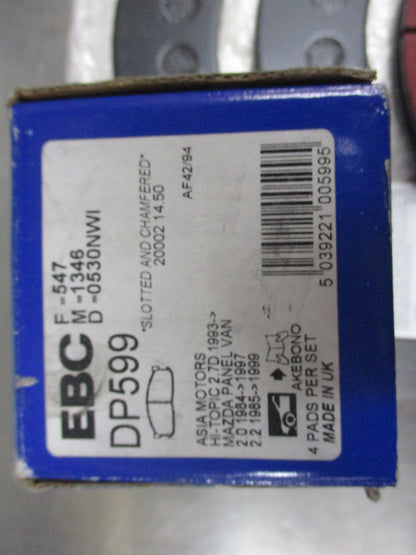 EBC
F -547
M -1346
D -0530NWI
DP599
*SLOTTED AND CHAMFERED*
20002 14.50
AF42/94
ASIA MOTORS
HI-TOPIC 2.7D 1993->
MAZDA PANEL VAN
2.0 1984->1997
2.2 1985->1999
AKEBONO
4 PADS PER SET
MADE IN UK
5 039221 005995